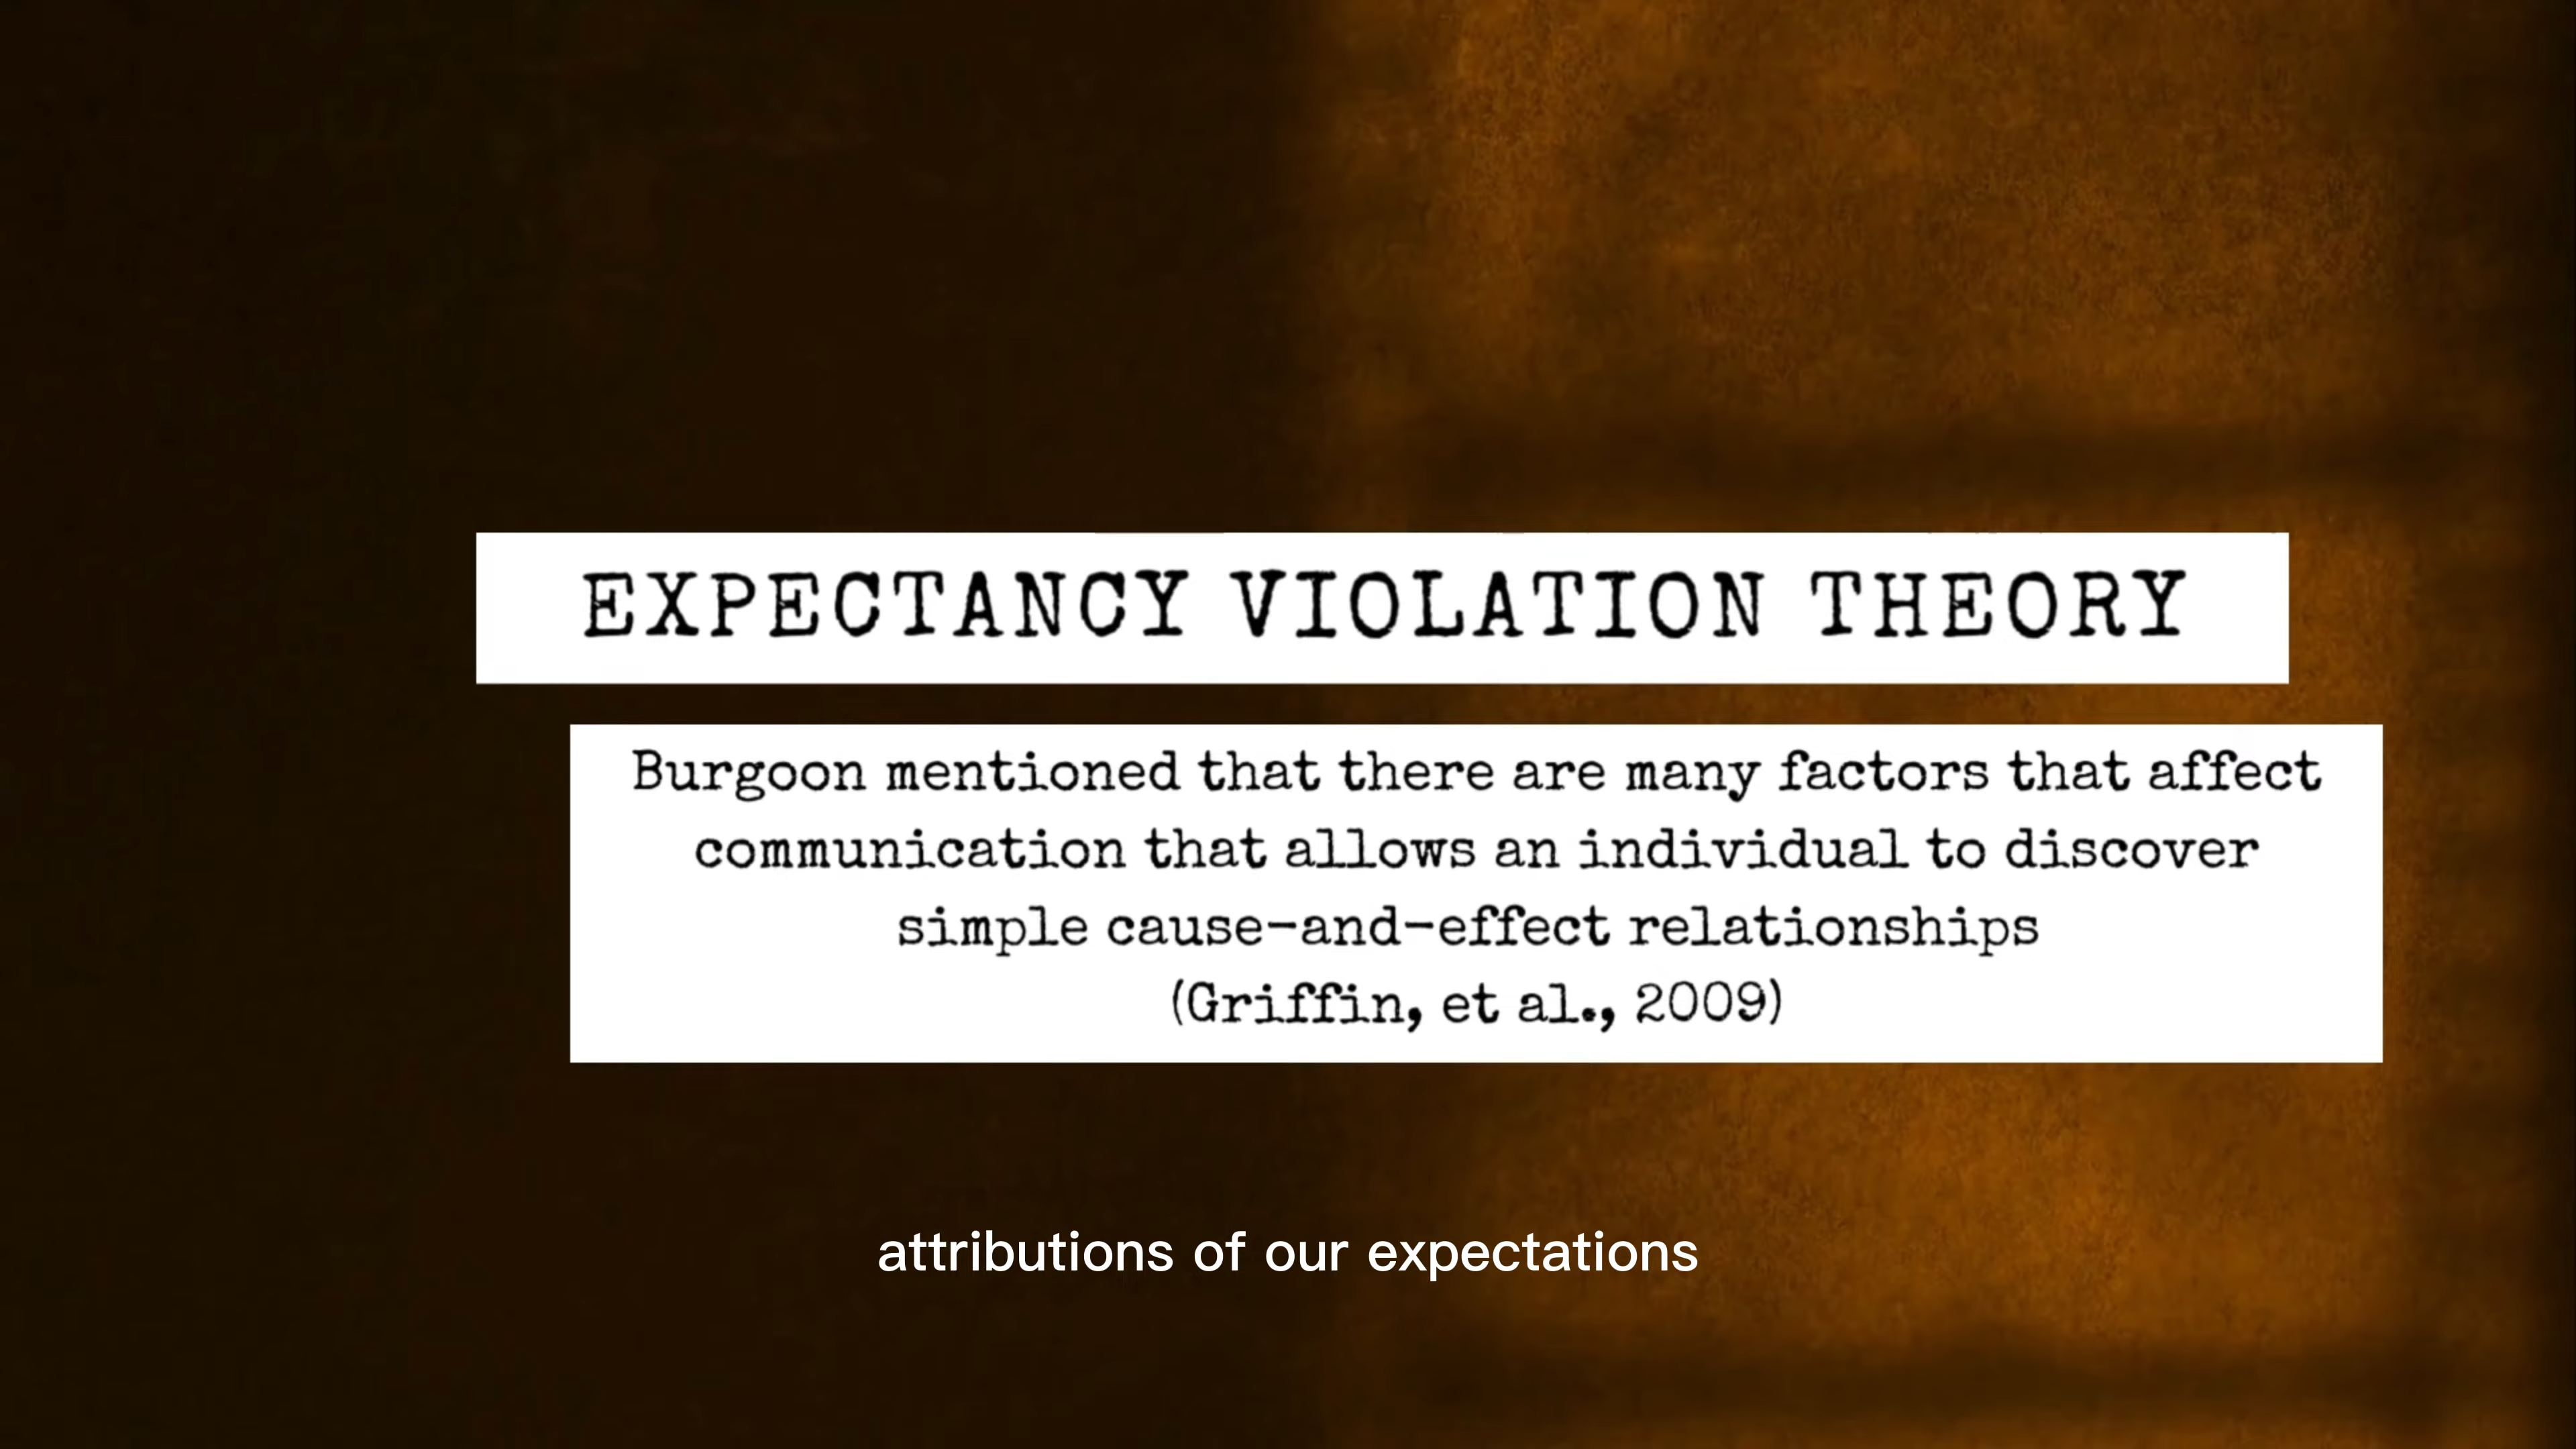 EXPECTANCY VIOLATION THEORY
Burgoon mentioned that there are many factors that affect
communication that allows an individual to discover
simple cause-and-effect relationships
(Griffin, et al., 2009)
attributions of our expectations